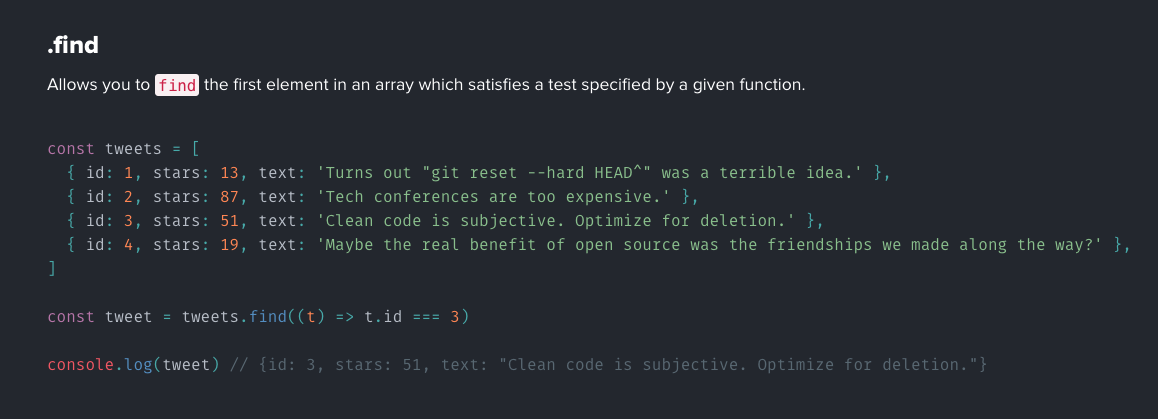 .find
Allows you to find the first element in an array which satisfies a test specified by a given function.
const tweets = [
  { id: 1, stars: 13, text: 'Turns out "git reset --hard HEAD^" was a terrible idea.' },
  { id: 2, stars: 87, text: 'Tech conferences are too expensive.' },
  { id: 3, stars: 51, text: 'Clean code is subjective. Optimize for deletion.' },
  { id: 4, stars: 19, text: 'Maybe the real benefit of open source was the friendships we made along the way?' },
]
const tweet = tweets.find((t) => t.id === 3)
console.log(tweet) // {id: 3, stars: 51, text: "Clean code is subjective. Optimize for deletion."}